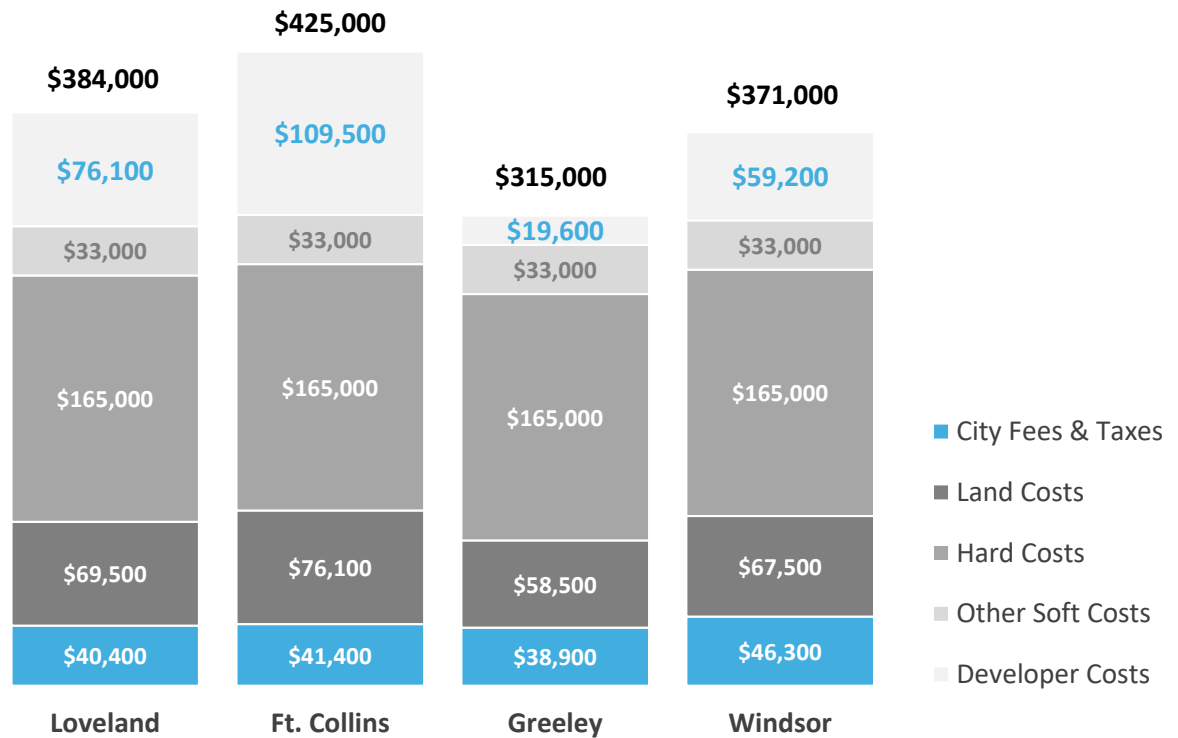 $425,000
$384,000
$371,000
$109,500
$76,100
$315,000
$59,200
$19,600
$33,000
$33,000
$33,000
$33,000
$165,000
$165,000
$165,000
$165,000
City Fees & Taxes
Land Costs
$69,500
$76,100
$58,500
$67,500
Hard Costs
Other Soft Costs
$40,400
$41,400
$38,900
$46,300
Developer Costs
Loveland
Ft. Collins
Greeley
Windsor